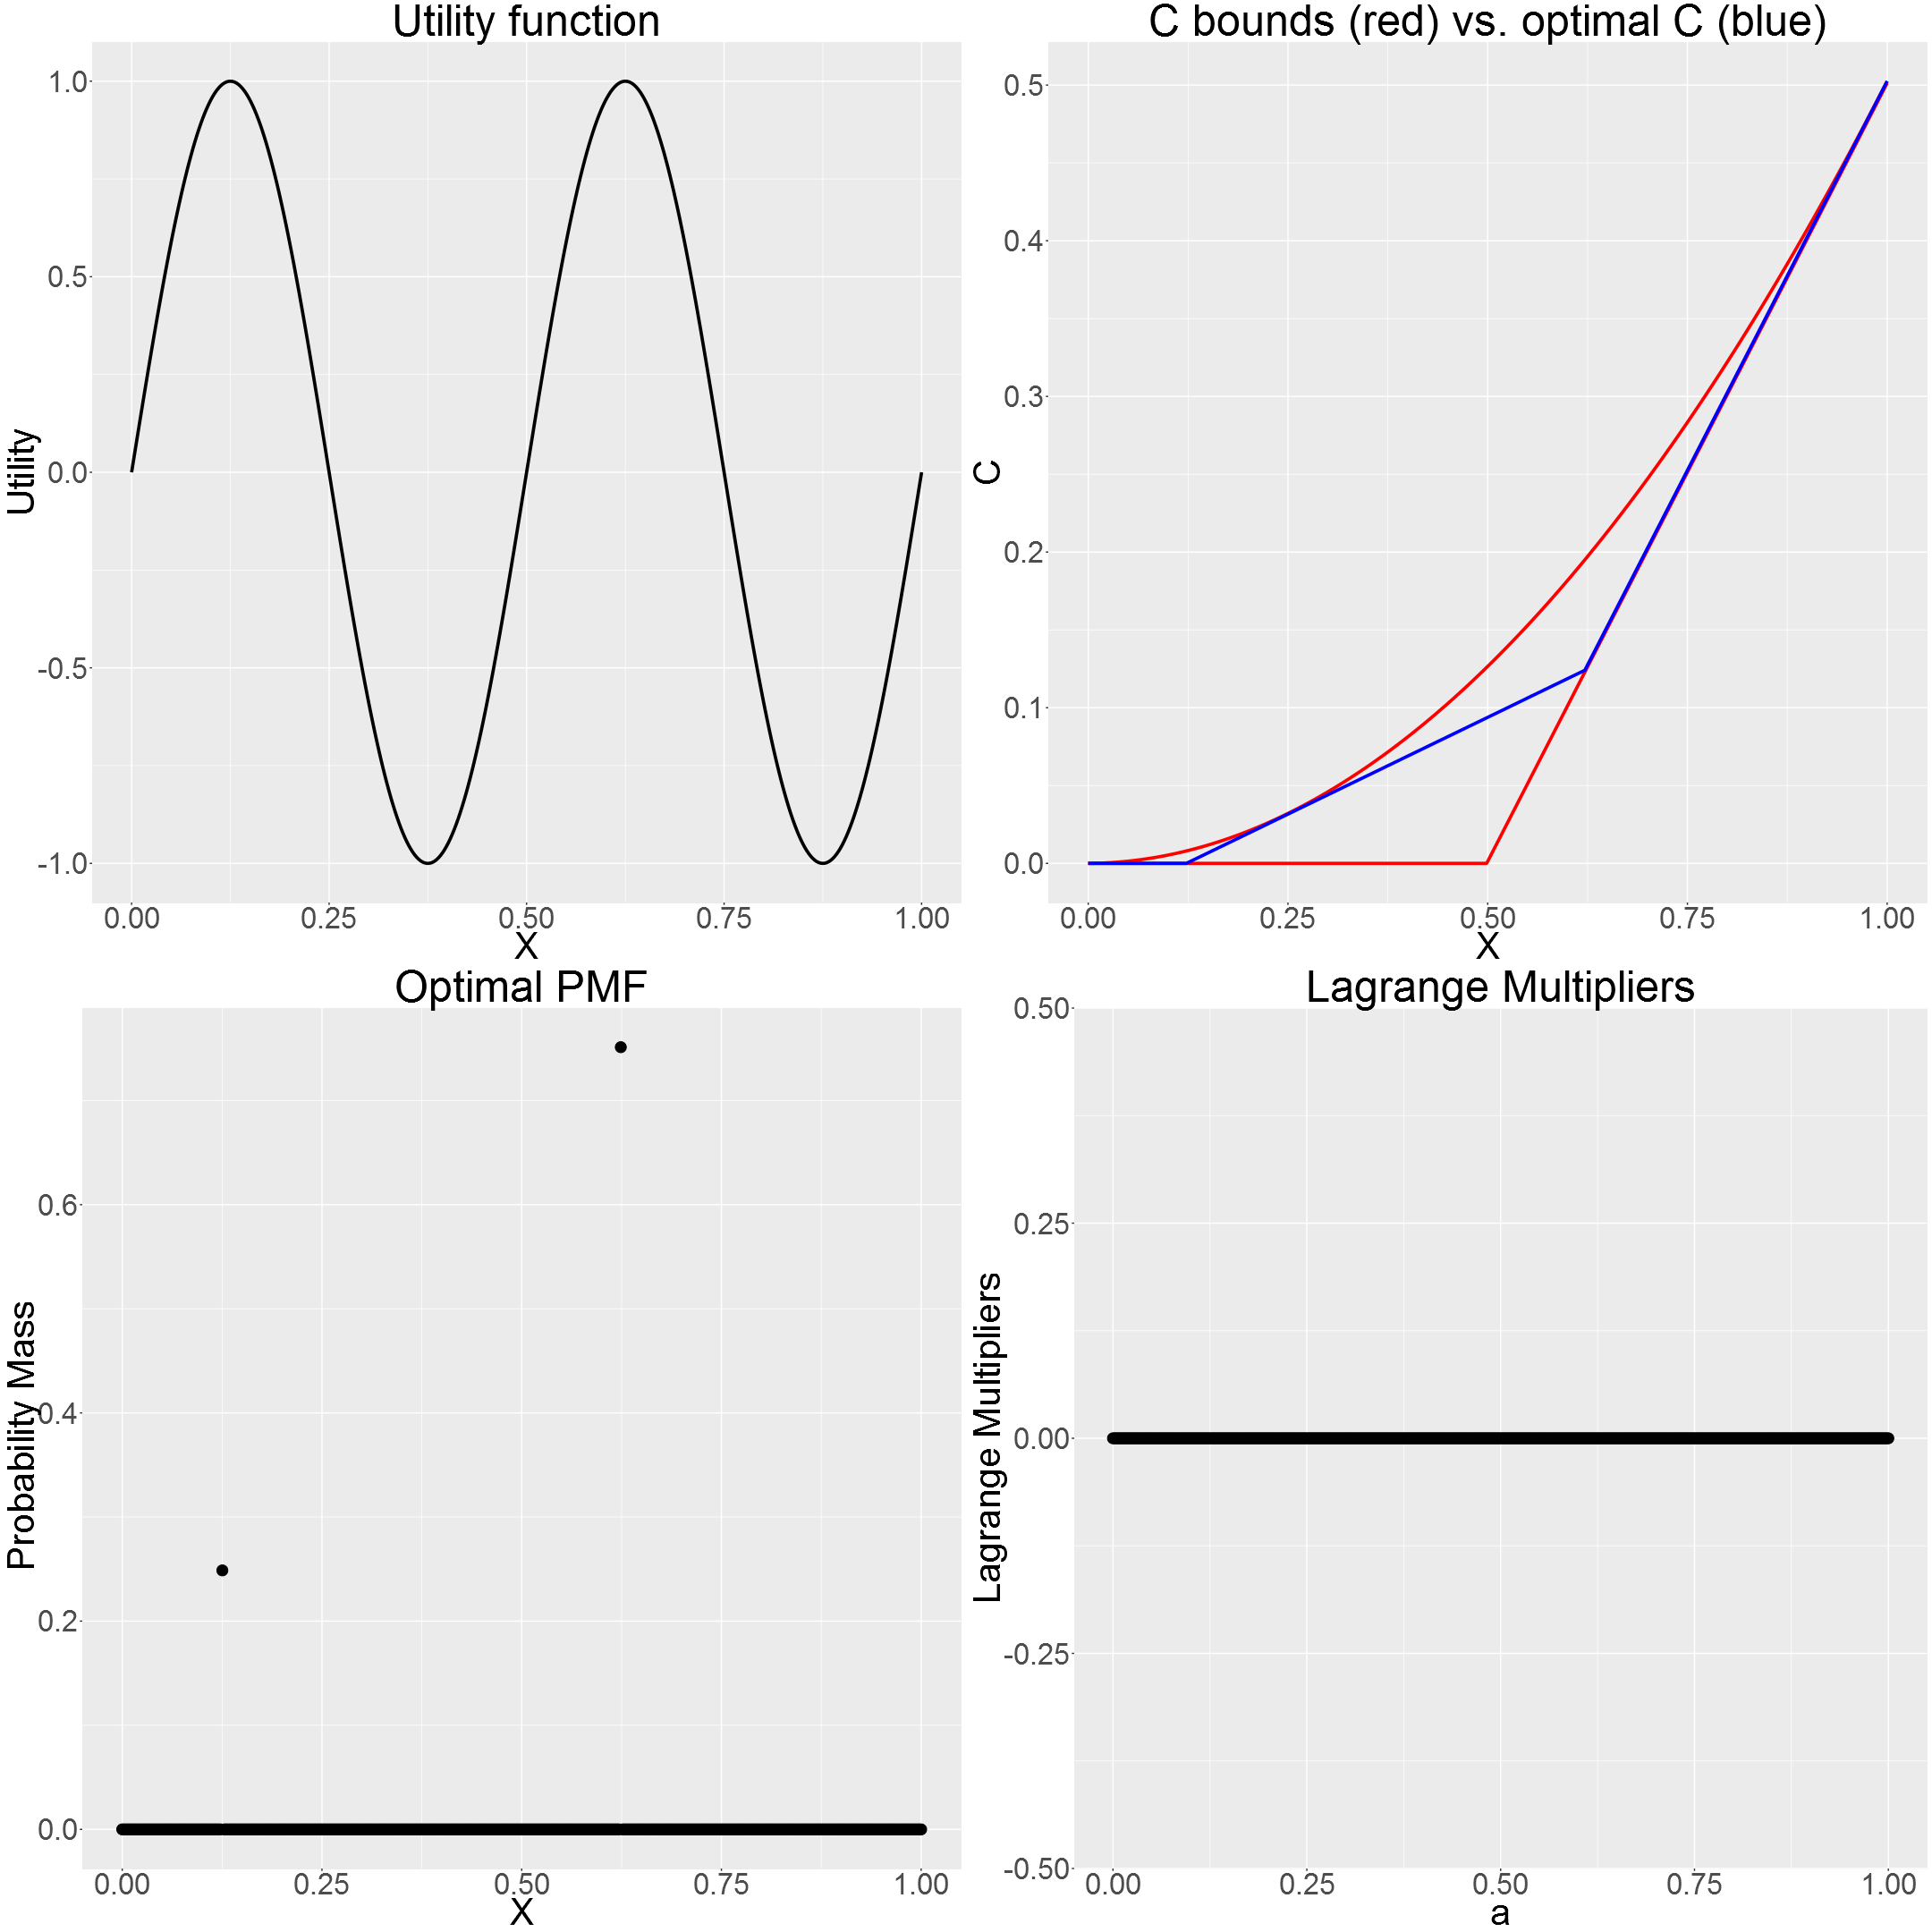 Utility function
Utility
1.0
0.5
0.0
-0.5
-1.0
0.00 0.25 0.50 0.75 1.00
X
C bounds (red) vs. optimal C (blue)
C
0.5
0.4
0.3
0.2
0.1
0.0
0.00 0.25 0.50 0.75 1.00
X
Optimal PMF
Probability Mass
0.6
0.4
0.2
0.0
0.00 0.25 0.50 0.75 1.00
X
Lagrange Multipliers
Lagrange Multipliers
0.50
0.25
0.00
-0.25
-0.50
0.00 0.25 0.50 0.75 1.00
a